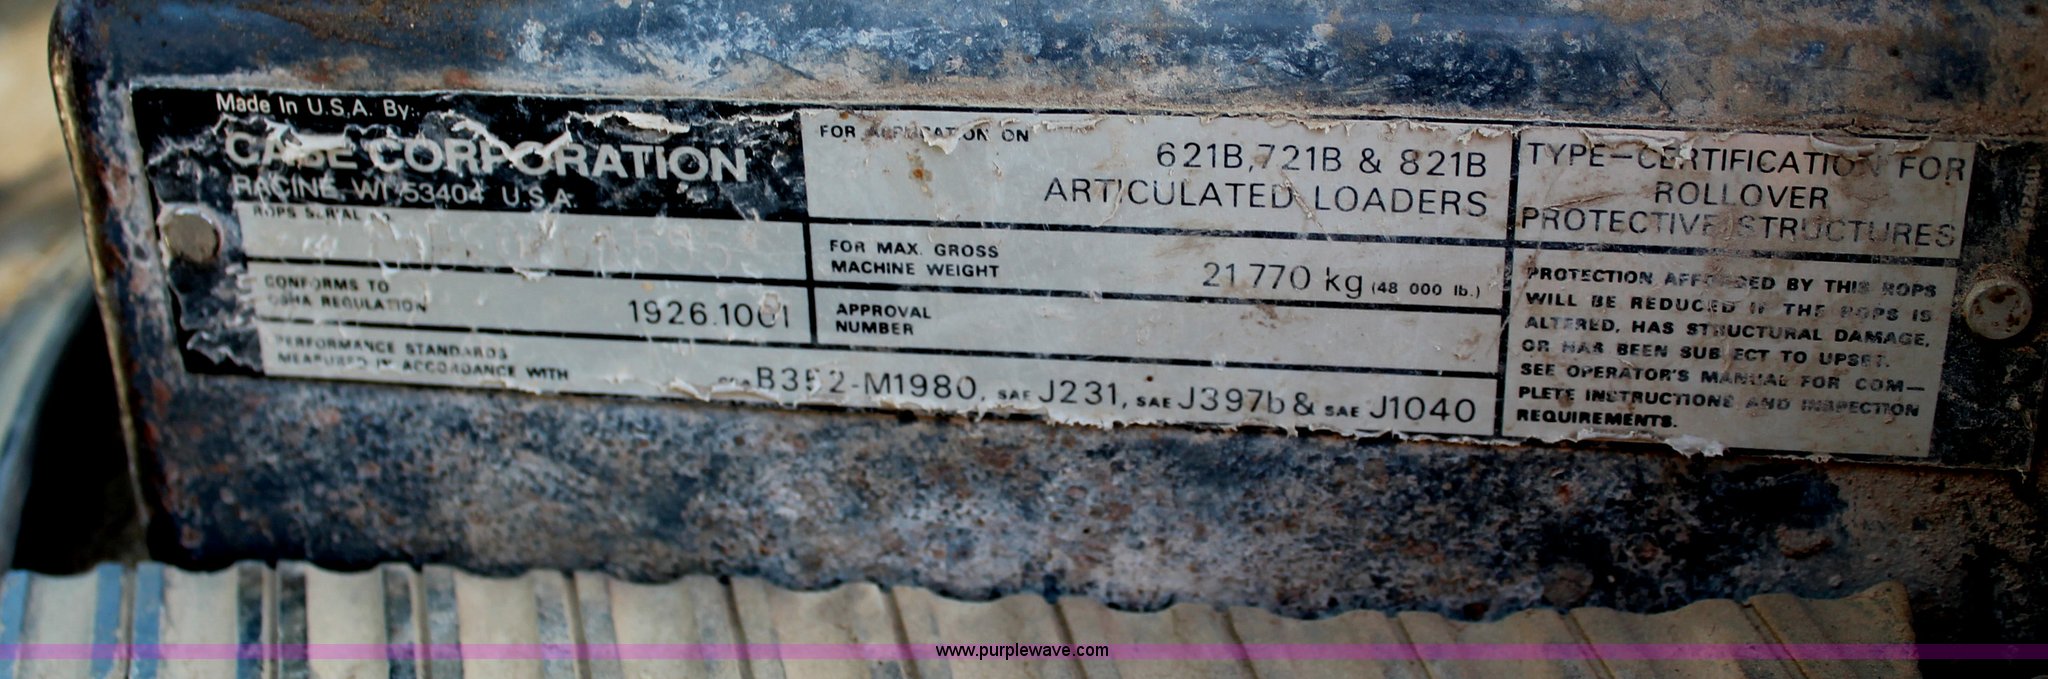 Made In U.S.A. By:
CASE CORPORATION
RACINE, WI 53404 U.S.A.
ROPS SERIAL NO.
CONFORMS TO
OSHA REGULATION
1926.1001
PERFORMANCE STANDARDS
MEASURED IN ACCORDANCE WITH
B352-M1980, SAE J231, SAE J397b & SAE J1040
FOR APPLICATION ON
621B, 721B & 821B
ARTICULATED LOADERS
FOR MAX. GROSS
MACHINE WEIGHT
21 770 kg (48 000 lb.)
APPROVAL
NUMBER
TYPE-CERTIFICATION FOR
ROLLOVER
PROTECTIVE STRUCTURES
PROTECTION AFFORDED BY THIS ROPS
WILL BE REDUCED IF THE ROPS IS
ALTERED, HAS STRUCTURAL DAMAGE,
OR HAS BEEN SUBJECT TO UPSET.
SEE OPERATOR'S MANUAL FOR COM-
PLETE INSTRUCTIONS AND INSPECTION
REQUIREMENTS.
www.purplewave.com